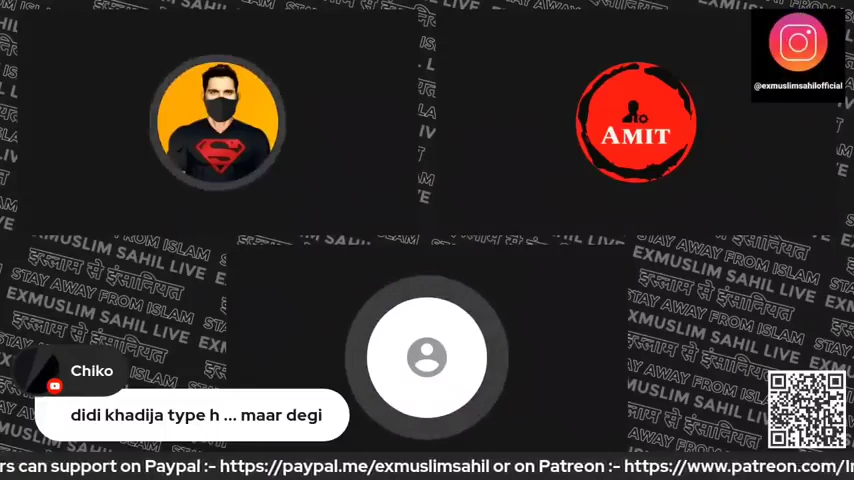 @exmuslimsahilofficial
AMIT
STAY AWAY FROM ISLAM
EXMUSLIM SAHIL LIVE
इस्लाम से इंसानियत
Chiko
didi khadija type h ... maar degi
rs can support on Paypal :- https://paypal.me/exmuslimsahil or on Patreon :- https://www.patreon.com/